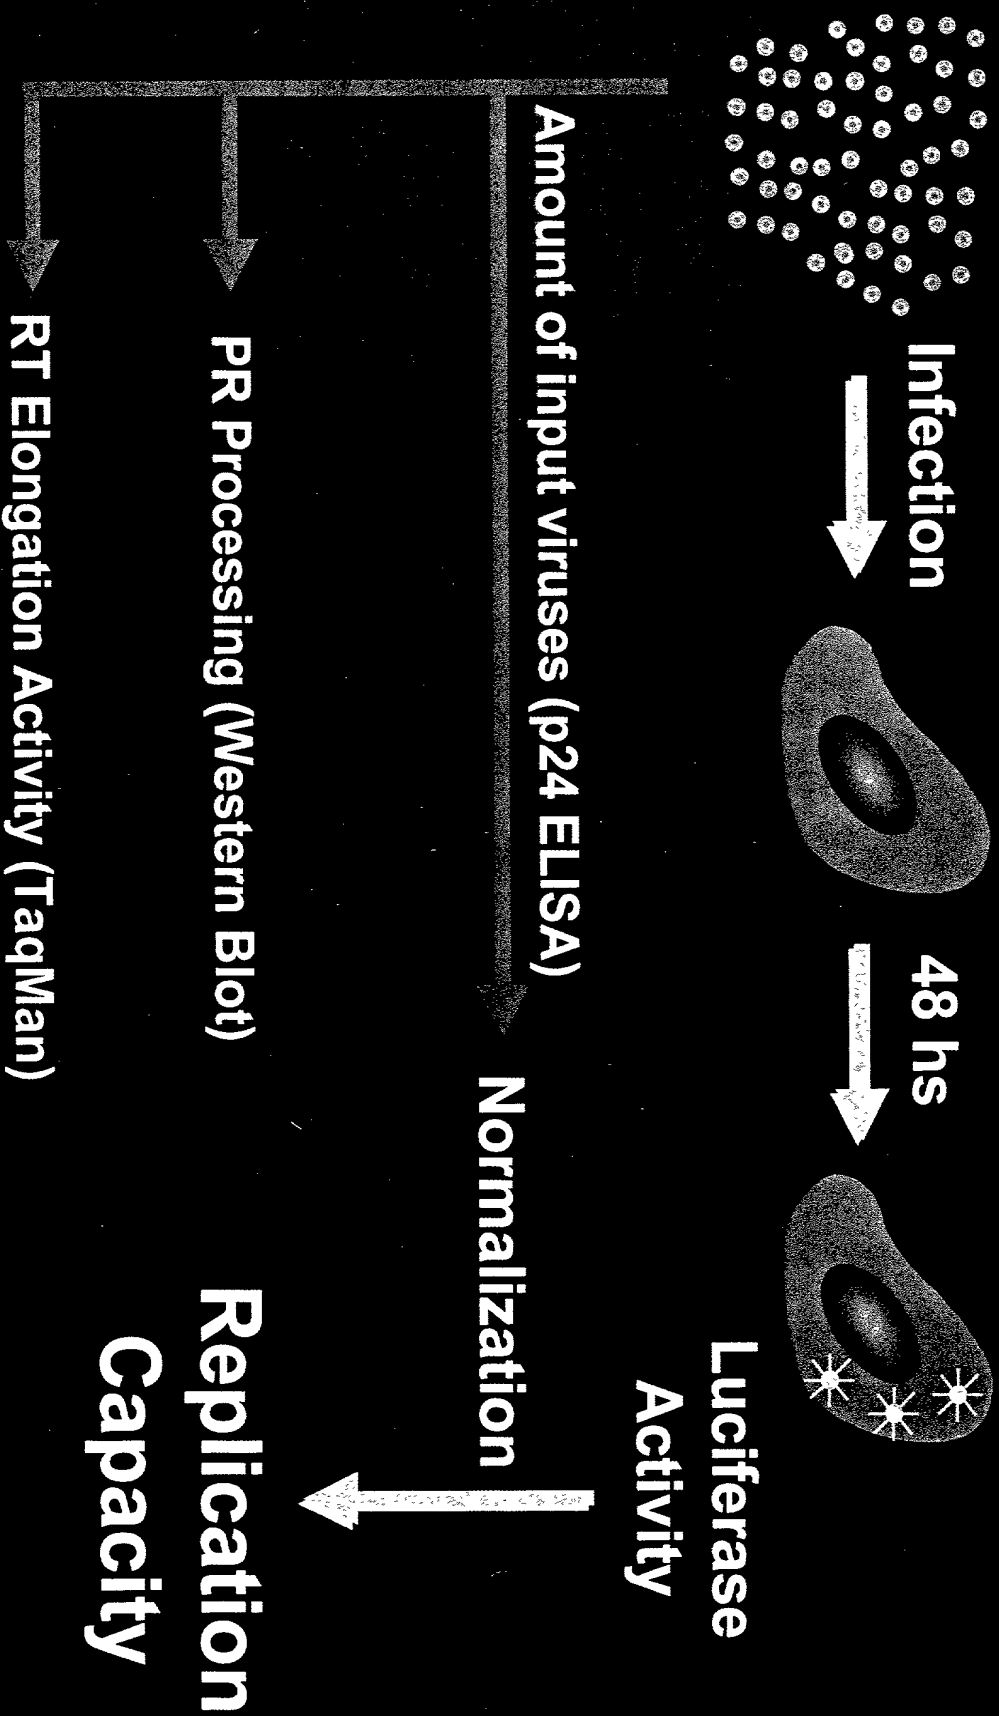 Infection
48 hs
Luciferase
Activity
Amount of input viruses (p24 ELISA)
Normalization
PR Processing (Western Blot)
Replication
Capacity
RT Elongation Activity (TaqMan)